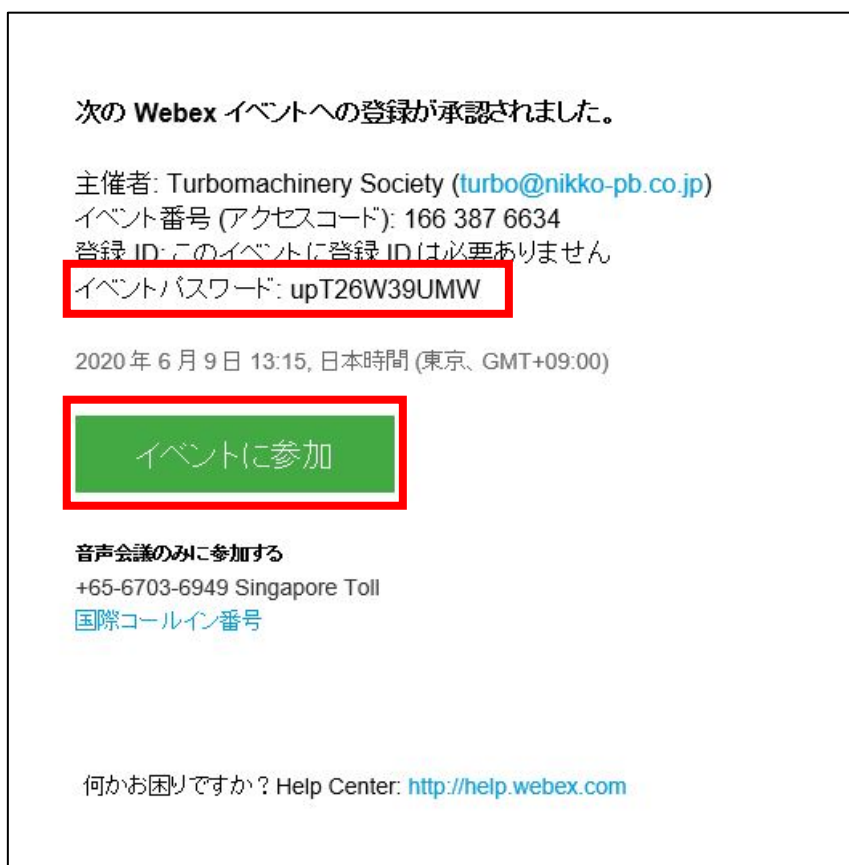 次の Webex イベントへの登録が承認されました。
主催者: Turbomachinery Society (turbo@nikko-pb.co.jp)
イベント番号 (アクセスコード): 166 387 6634
登録 ID: このイベントに登録 ID は必要ありません
イベントパスワード: upT26W39UMW
2020 年 6 月 9 日 13:15, 日本時間 (東京、GMT+09:00)
イベントに参加
音声会議のみに参加する
+65-6703-6949 Singapore Toll
国際コールイン番号
何かお困りですか？Help Center: http://help.webex.com